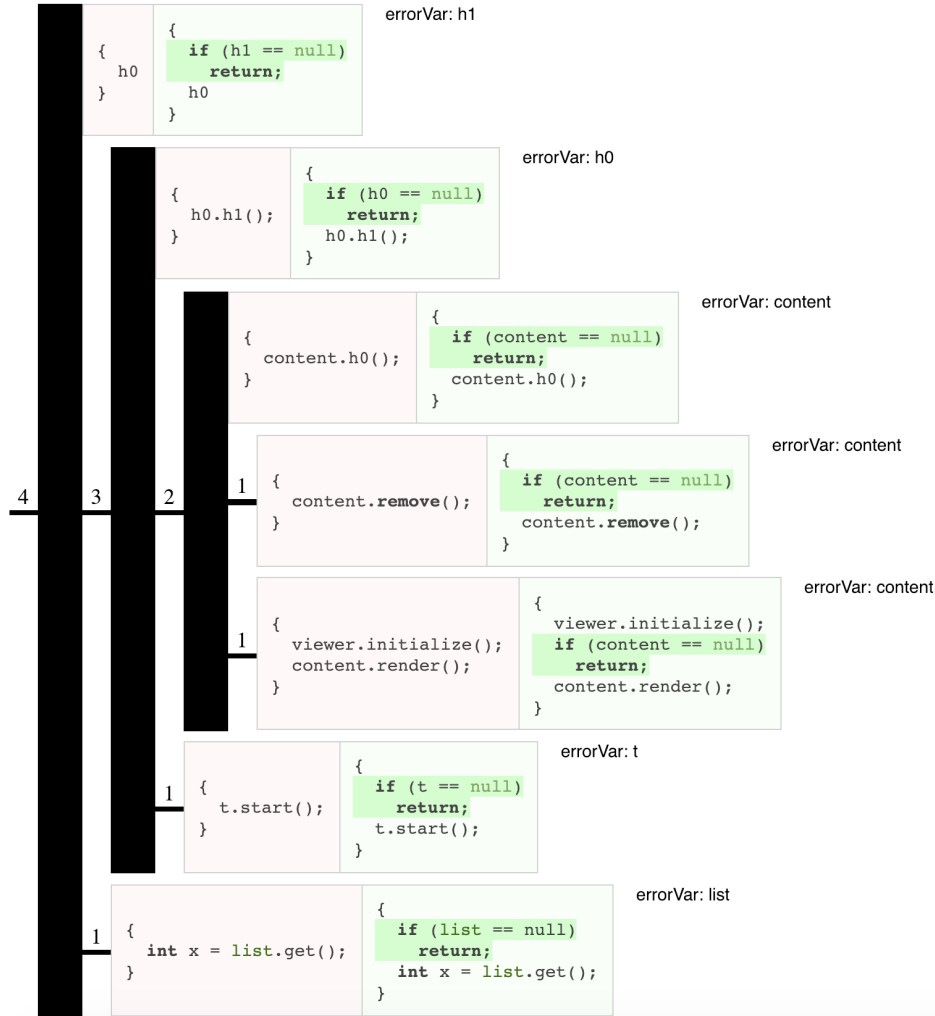 errorVar: h1
{
h0
}
{
if (h1 == null)
return;
h0
}
errorVar: h0
{
h0.h1();
}
{
if (h0 == null)
return;
h0.h1();
}
errorVar: content
{
content.h0();
}
{
if (content == null)
return;
content.h0();
}
errorVar: content
{
content.remove();
}
{
if (content == null)
return;
content.remove();
}
4
3
2
1
errorVar: content
{
viewer.initialize();
content.render();
}
{
viewer.initialize();
if (content == null)
return;
content.render();
}
1
errorVar: t
{
t.start();
}
{
if (t == null)
return;
t.start();
}
1
errorVar: list
{
int x = list.get();
}
{
if (list == null)
return;
int x = list.get();
}
1